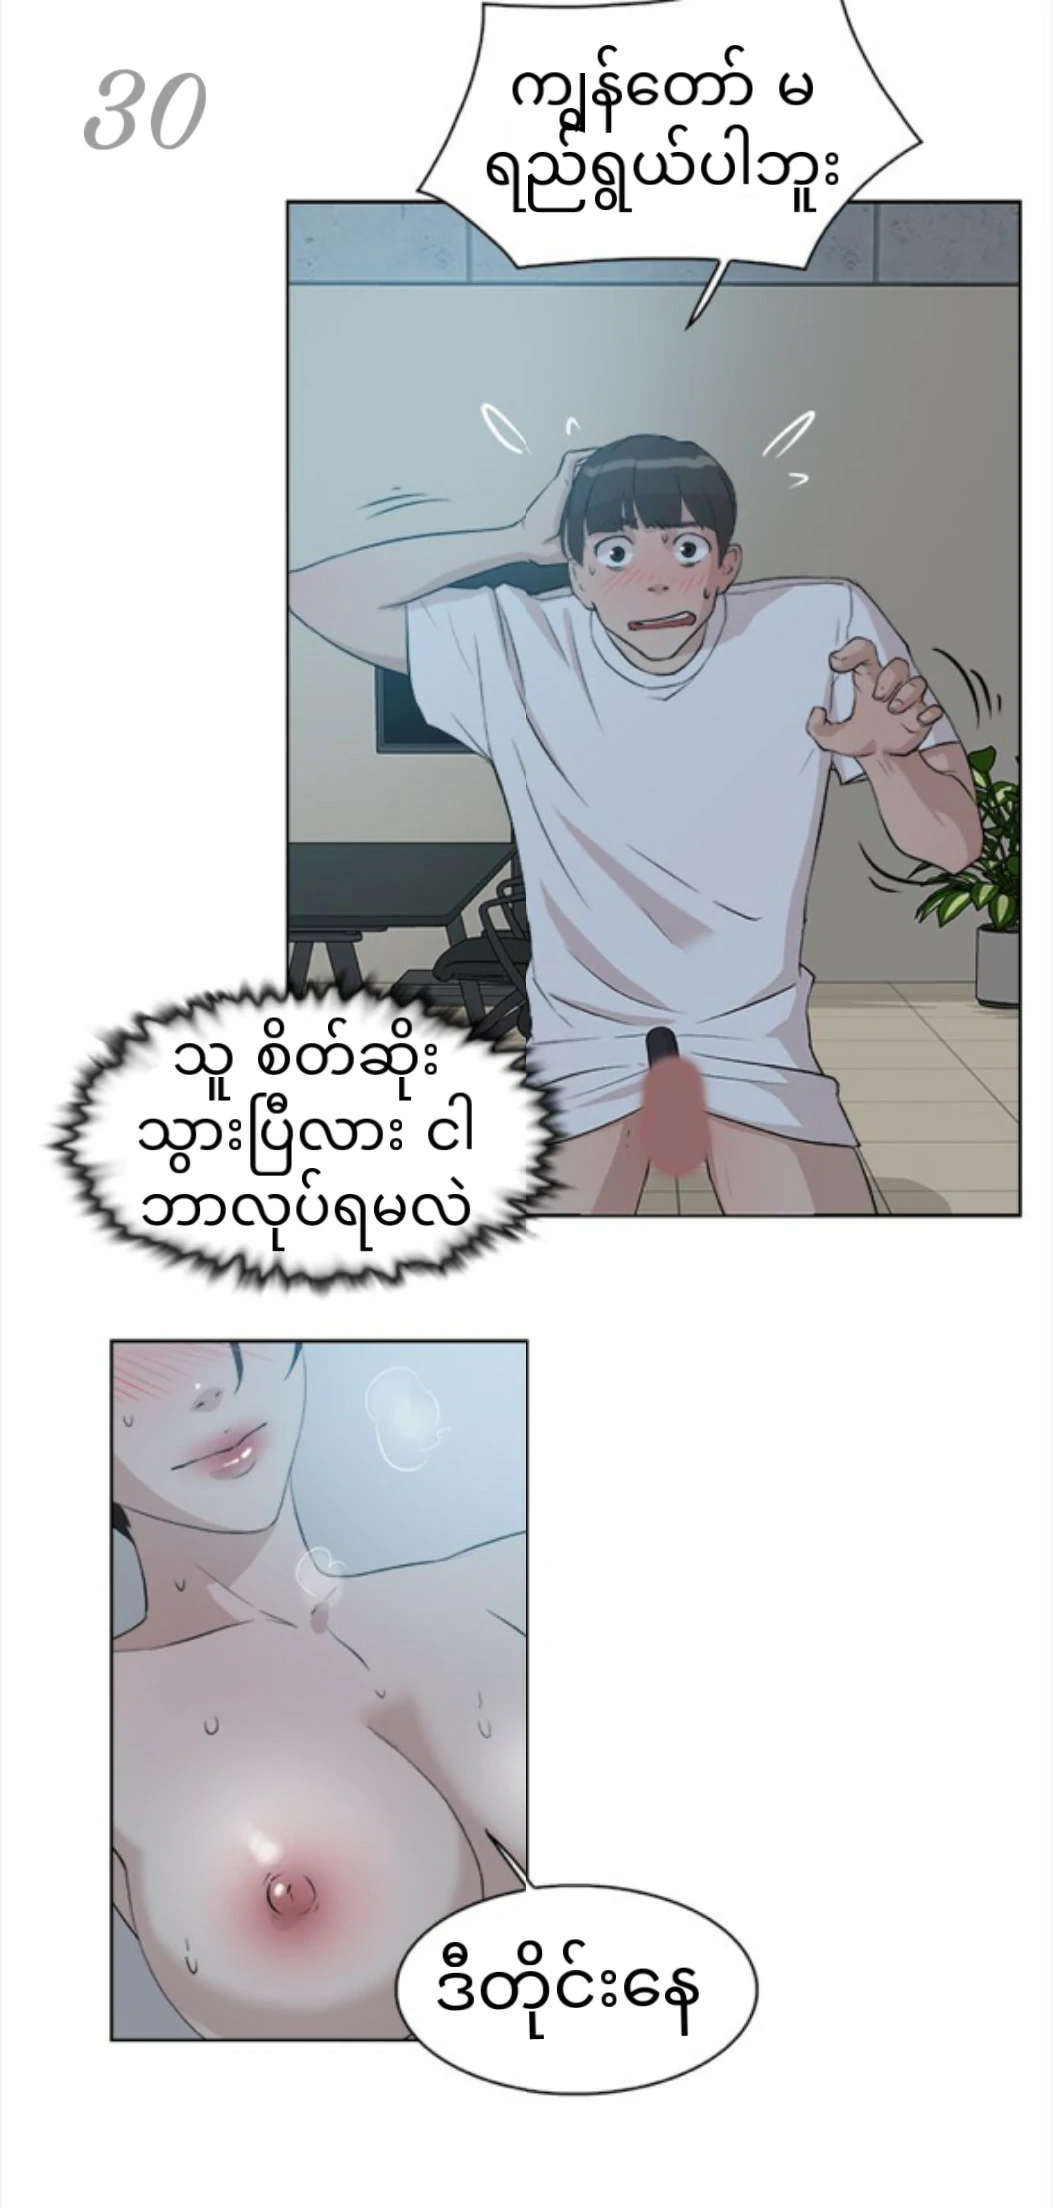 30
ကျွန်တော် မ
ရည်ရွယ်ပါဘူး
သူ စိတ်ဆိုး
သွားပြီလား ငါ
ဘာလုပ်ရမလဲ
ဒီတိုင်းနေ